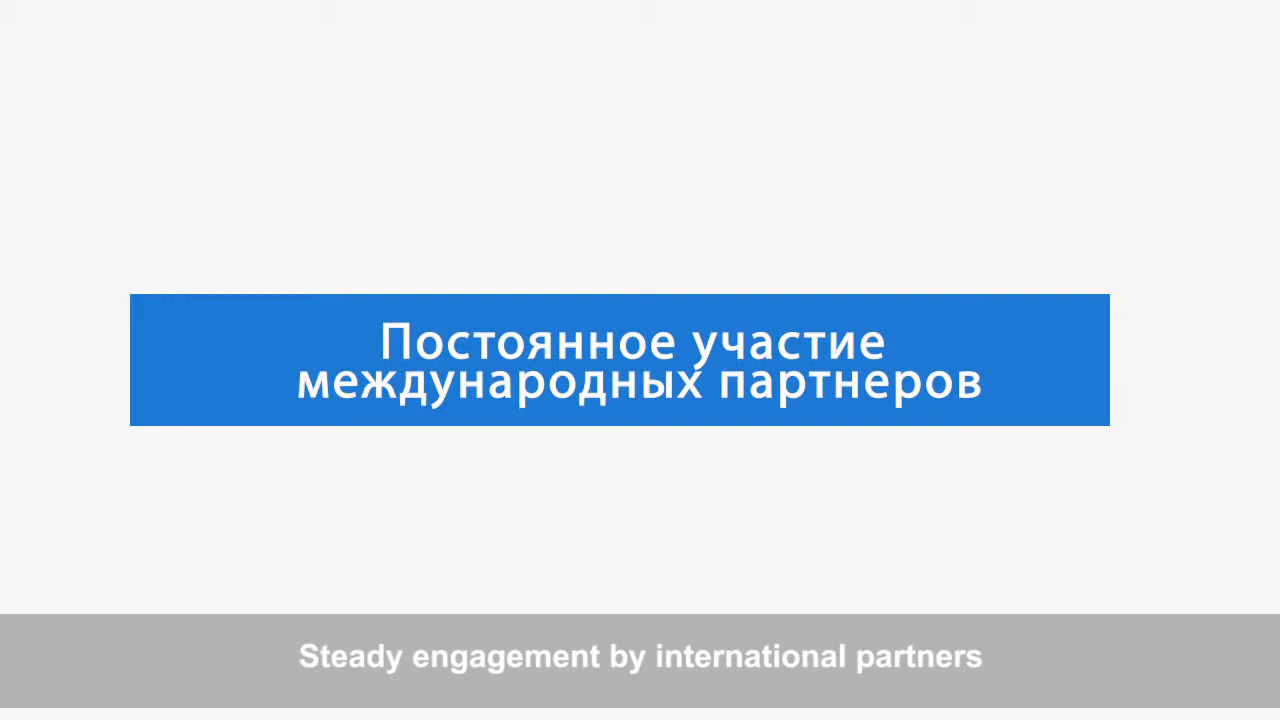 Постоянное участие
международных партнеров
Steady engagement by international partners